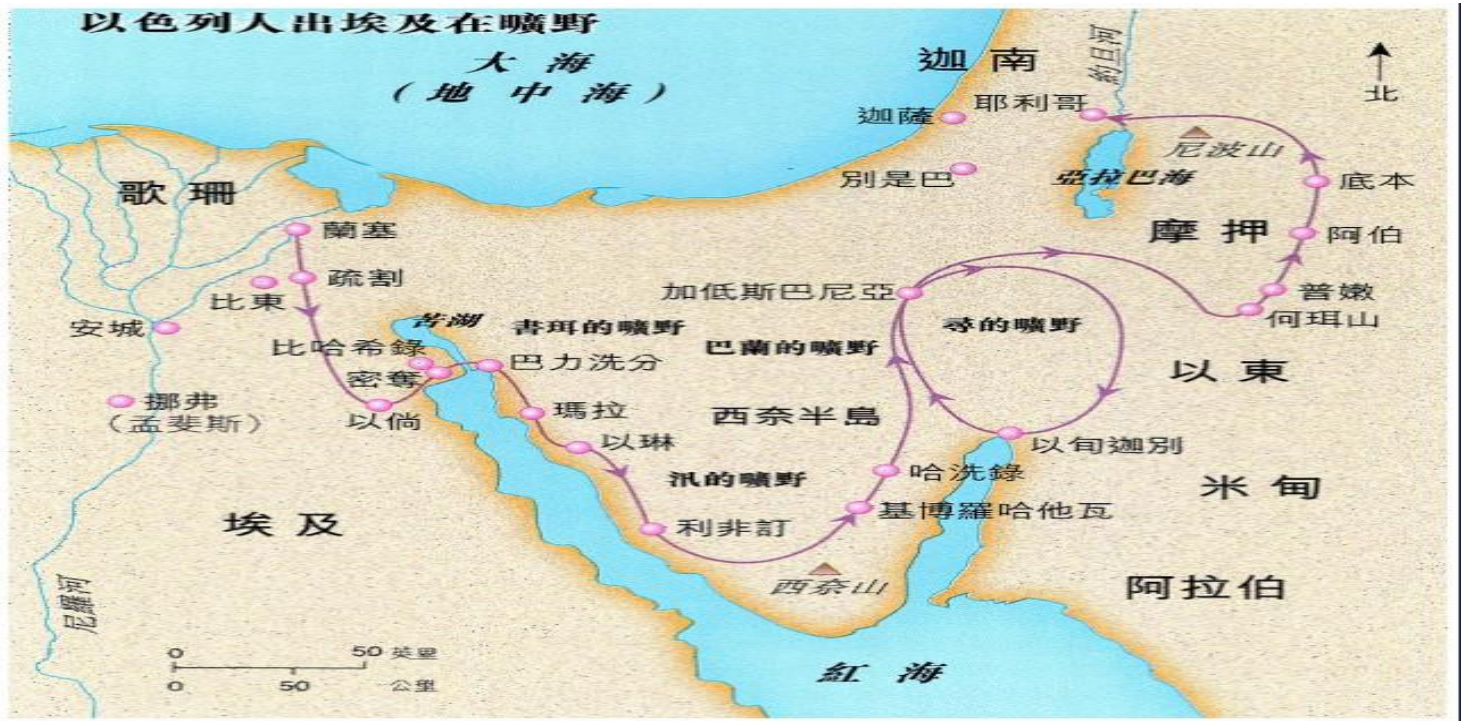 以色列人出埃及在曠野
大海
(地中海)
迦南
約旦河
北
迦薩
耶利哥
尼波山
別是巴
亞拉巴海
底本
歌珊
摩押
阿伯
蘭塞
疏割
比東
加低斯巴尼亞
普嫩
何珥山
安城
苦湖
書珥的曠野
巴蘭的曠野
尋的曠野
比哈希錄
密奪
巴力洗分
以東
挪弗
(孟斐斯)
以倘
瑪拉
西奈半島
以琳
以旬迦別
汛的曠野
哈洗錄
米甸
埃及
利非訂
基博羅哈他瓦
西奈山
阿拉伯
尼羅河
0 50 英里
0 50 公里
紅海